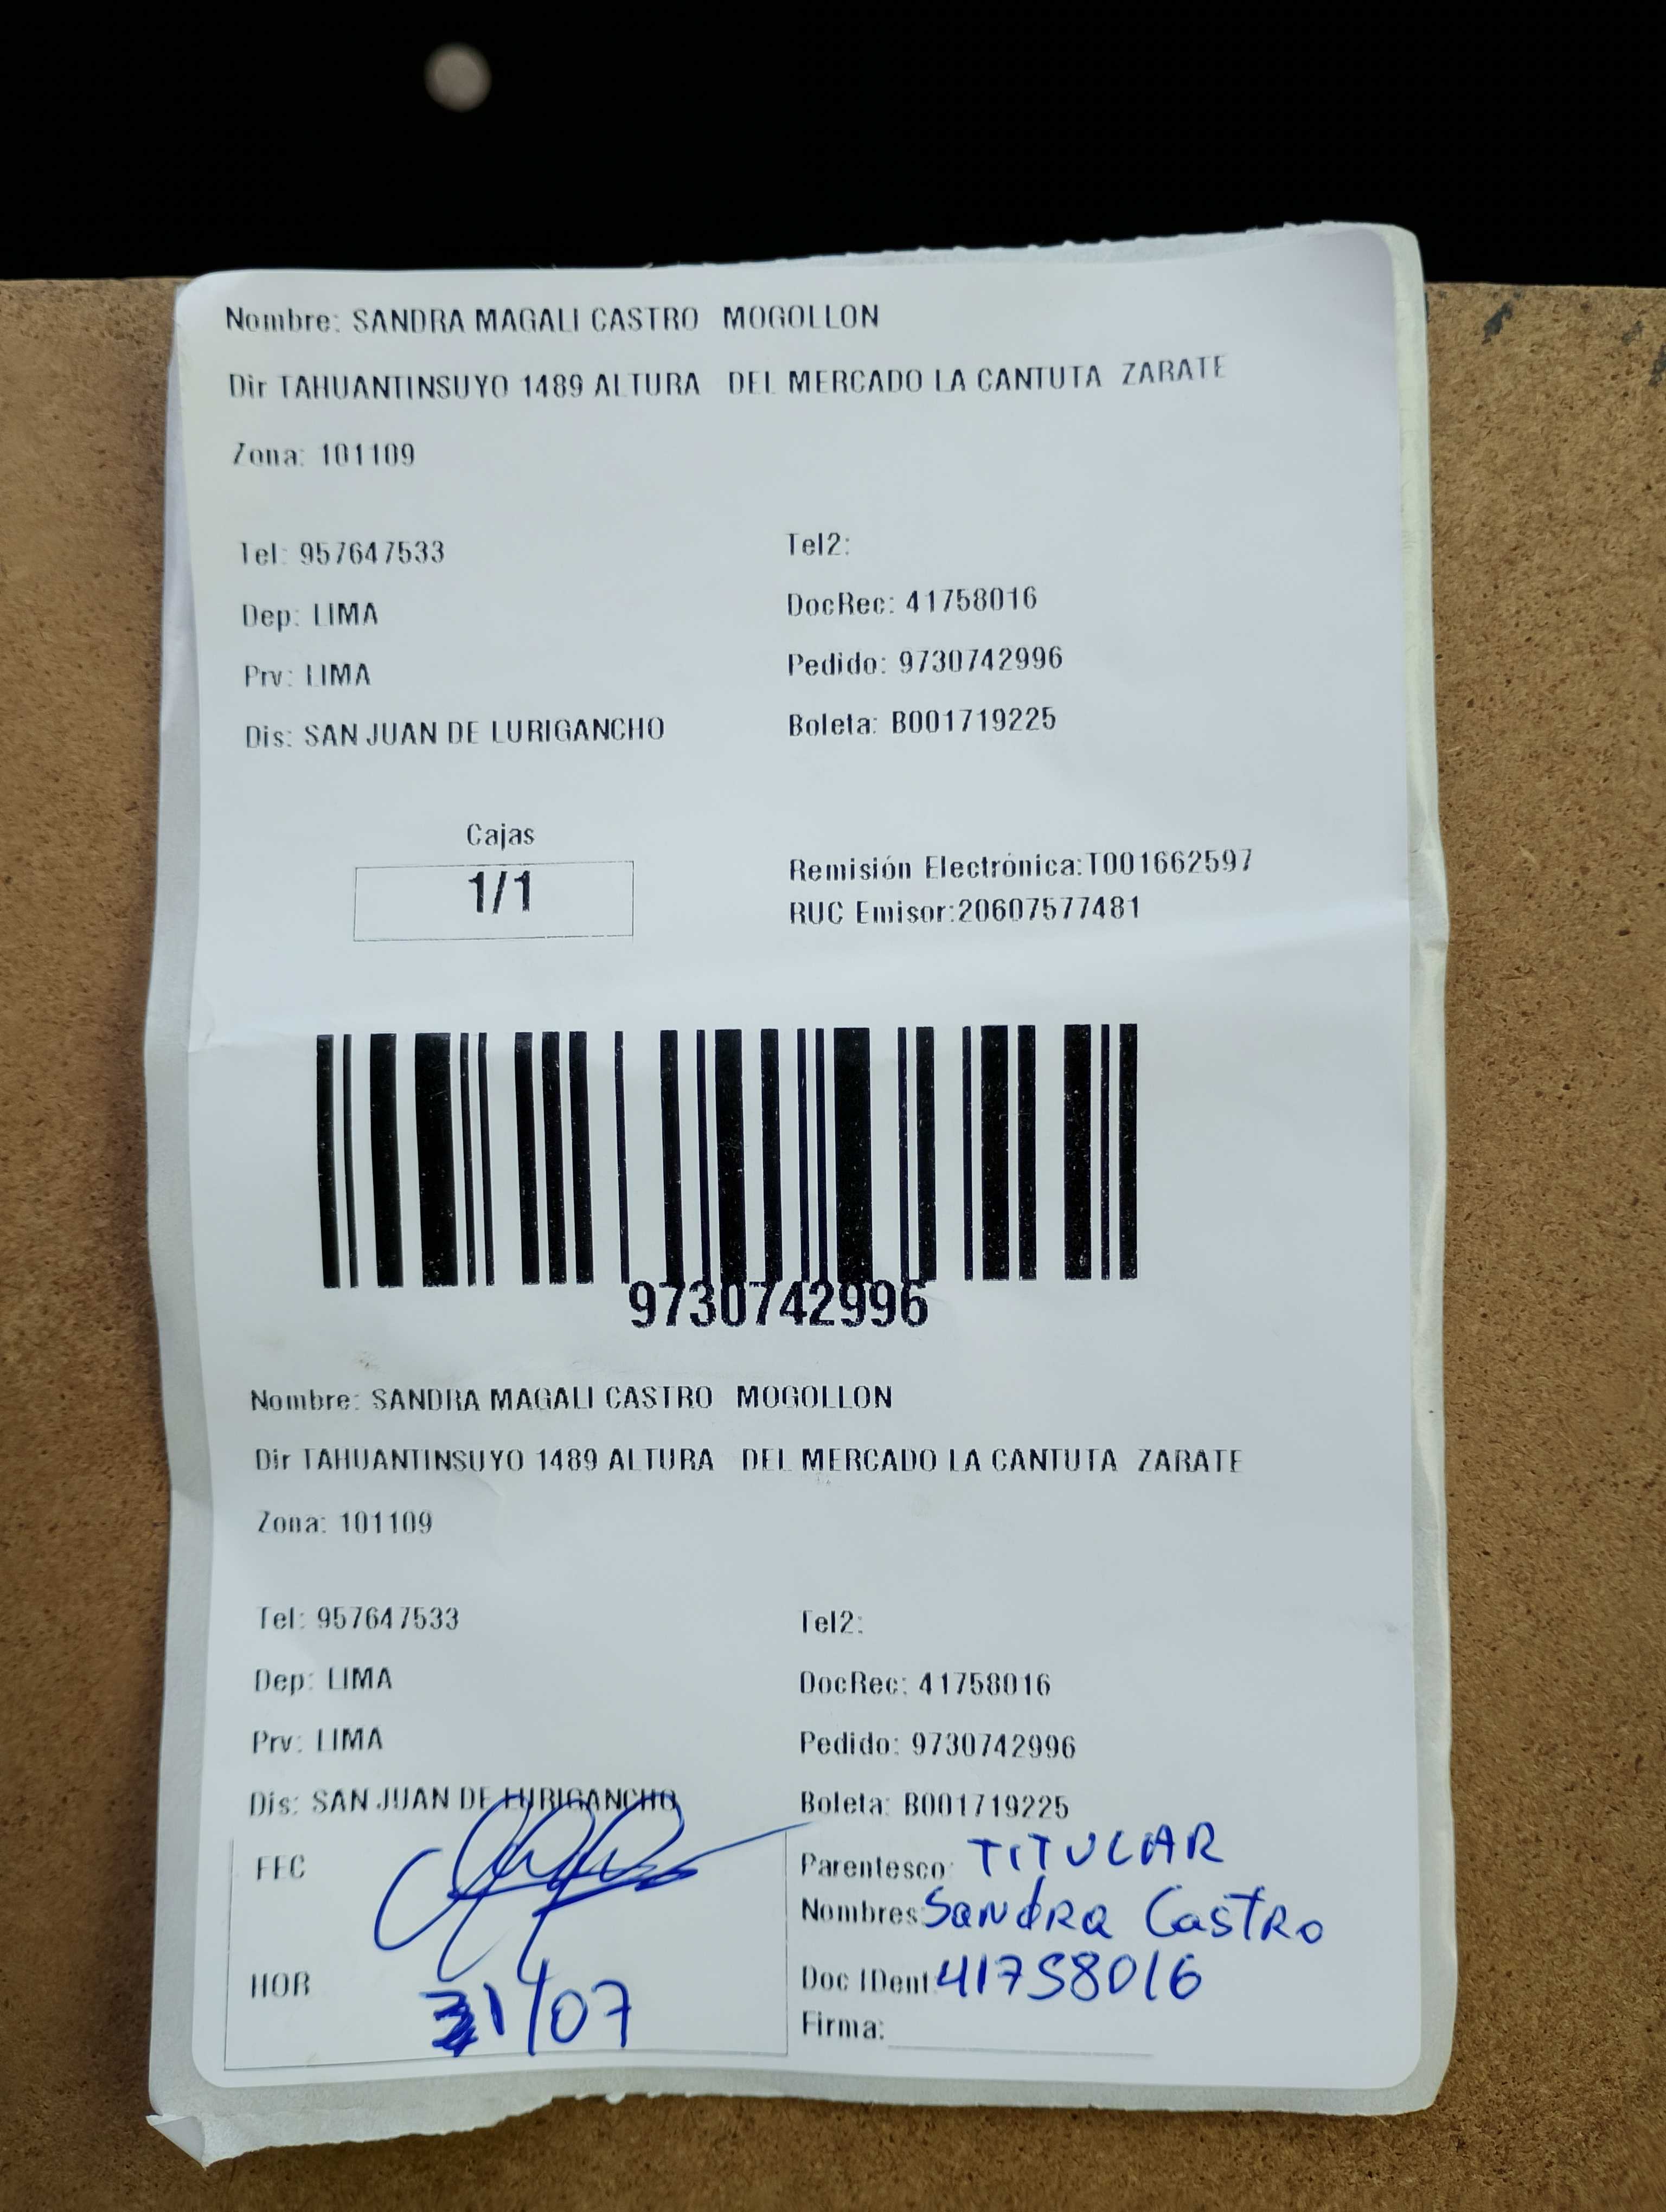 Nombre: SANDRA MAGALI CASTRO MOGOLLON
Dir TAHUANTINSUYO 1489 ALTURA DEL MERCADO LA CANTUTA ZARATE
Zona: 101109
Tel: 957647533 Tel2:
Dep: LIMA DocRec: 41758016
Prv: LIMA Pedido: 9730742996
Dis: SAN JUAN DE LURIGANCHO Boleta: B001719225
Cajas
1/1
Remisión Electrónica:T001662597
RUC Emisor:20607577481
9730742996
Nombre: SANDRA MAGALI CASTRO MOGOLLON
Dir TAHUANTINSUYO 1489 ALTURA DEL MERCADO LA CANTUTA ZARATE
Zona: 101109
Tel: 957647533 Tel2:
Dep: LIMA DocRec: 41758016
Prv: LIMA Pedido: 9730742996
Dis: SAN JUAN DE LURIGANCHO Boleta: B001719225
FEC Parentesco: TITULAR
Nombres: Sandra Castro
HOR Doc IDent: 41758016
31/07 Firma: